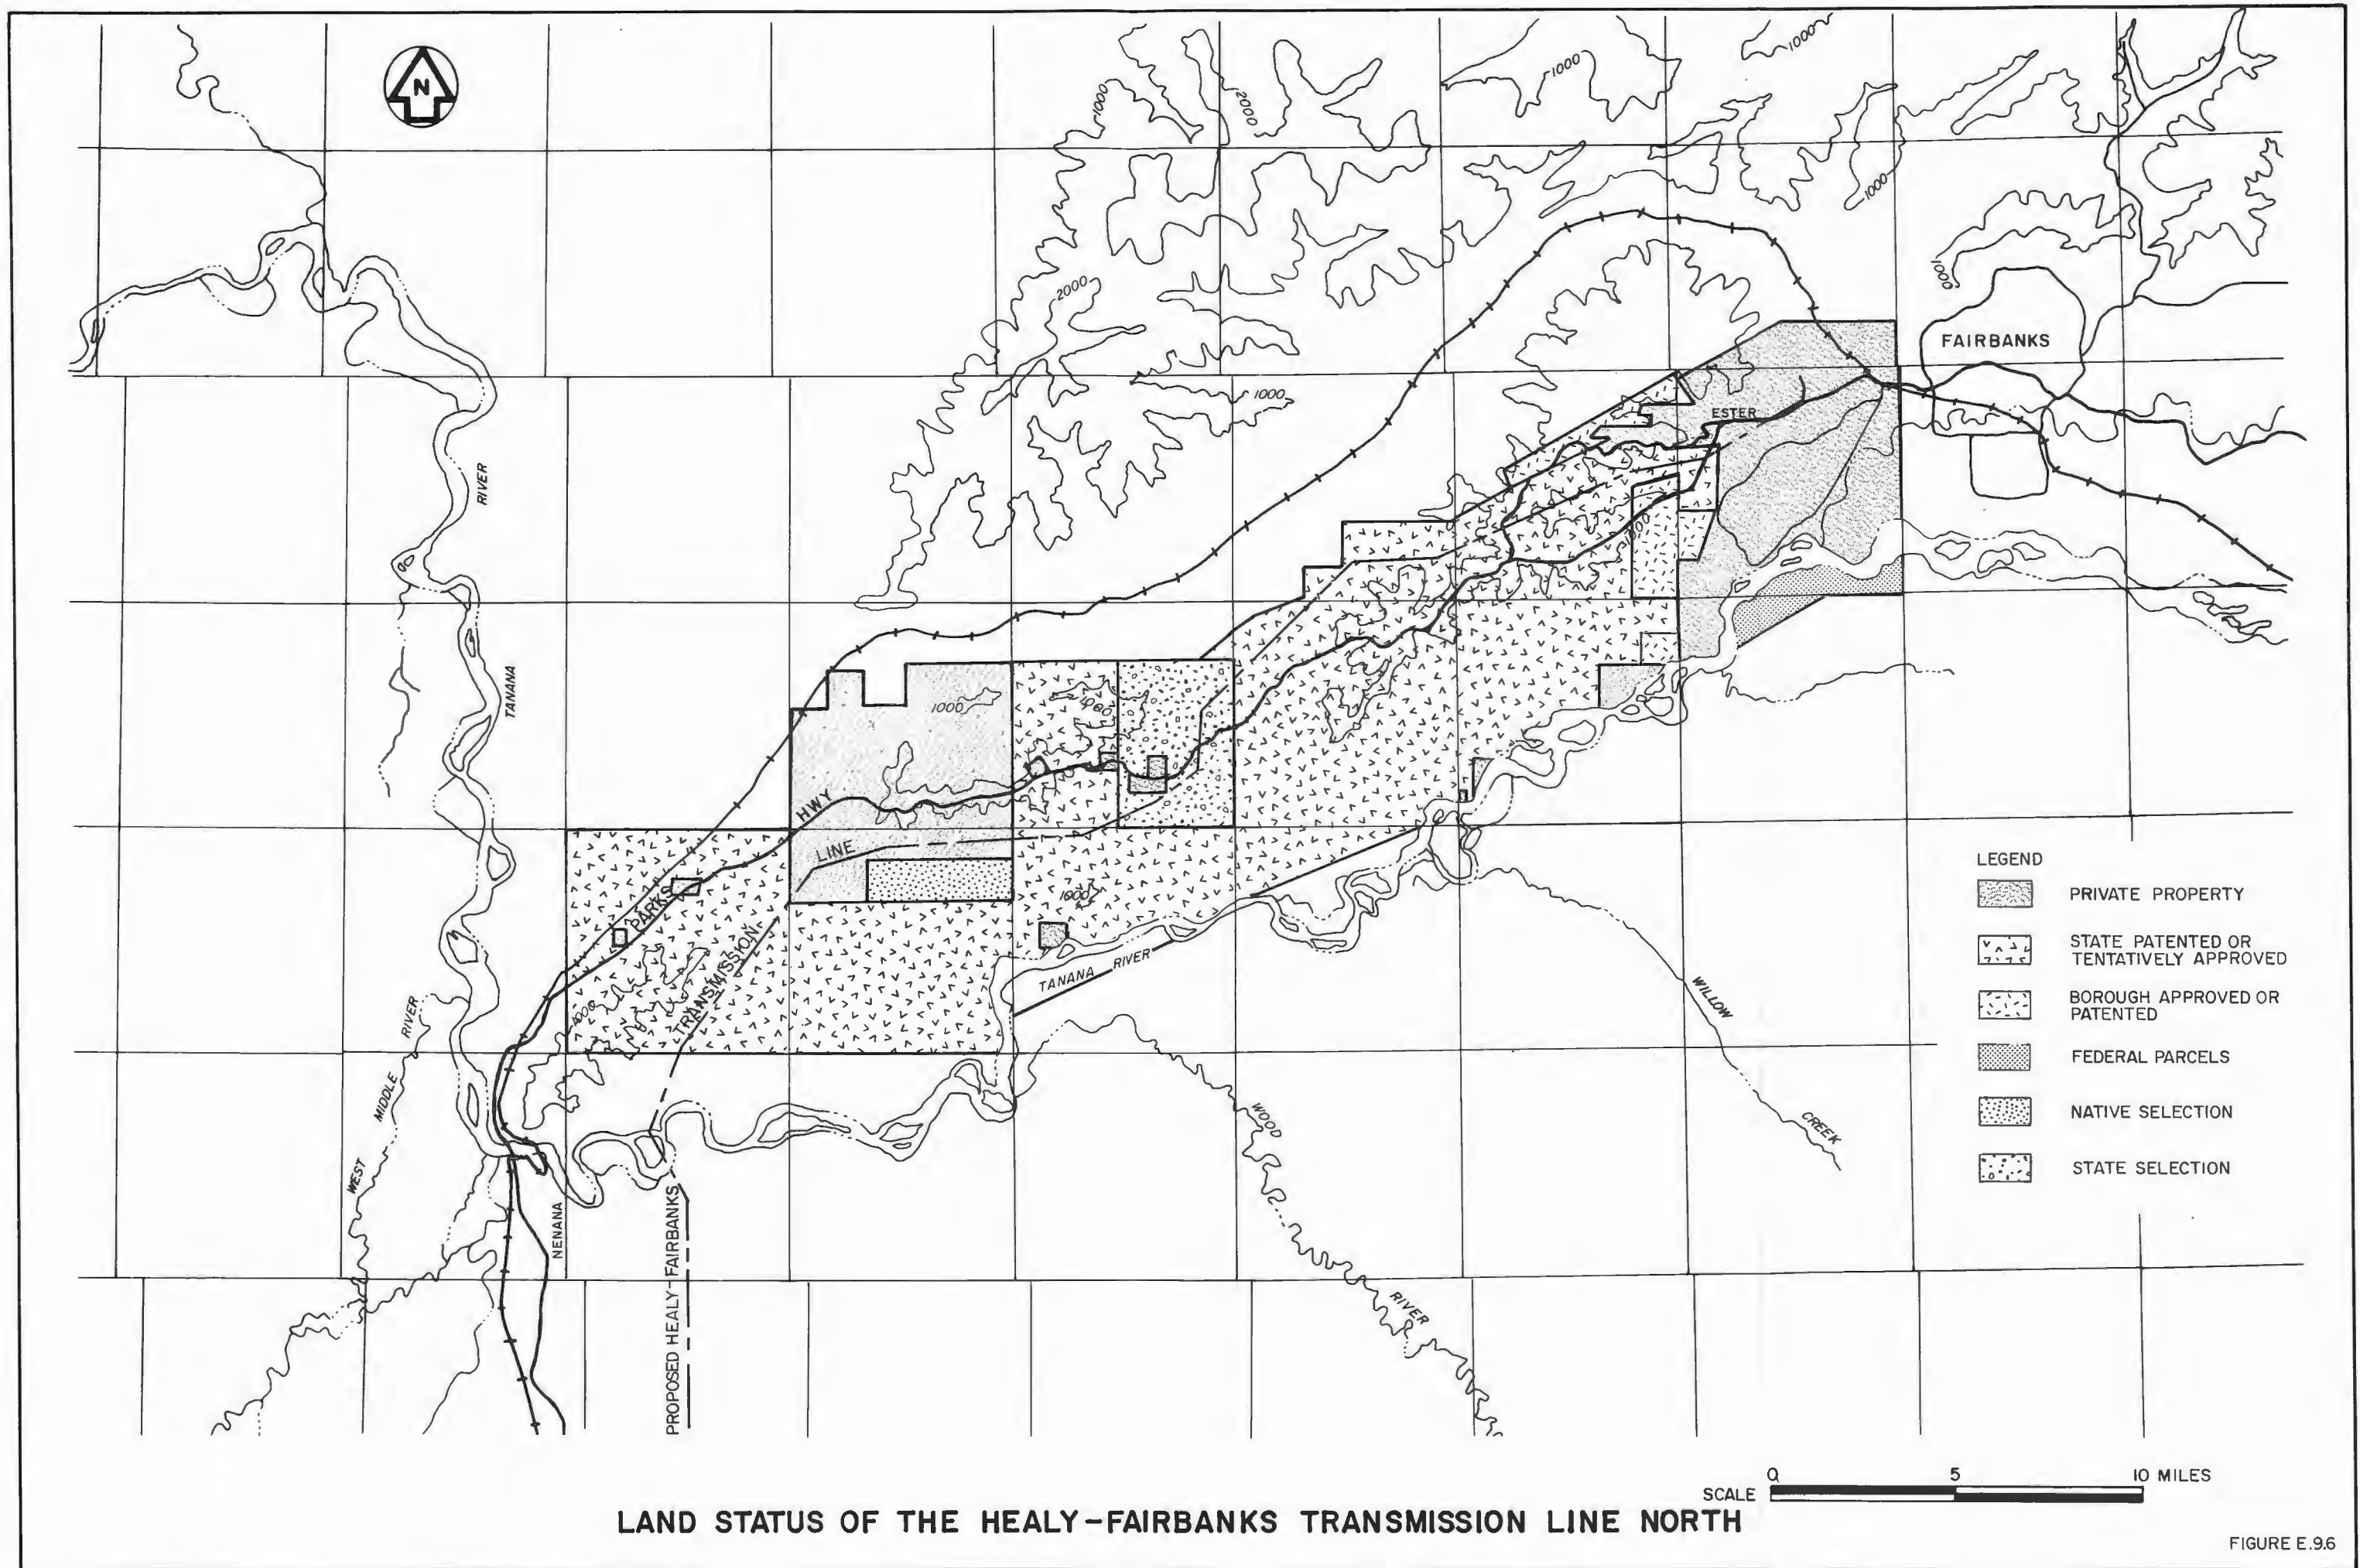 N
1000
2000
1000
1000
1000
1000
2000
1000
FAIRBANKS
ESTER
1000
RIVER
TANANA
1000
1000
1500
HWY
LINE
PARKS
TRANSMISSION
1000
1000
TANANA RIVER
WEST MIDDLE RIVER
NENANA
PROPOSED HEALY-FAIRBANKS
WOOD
RIVER
WILLOW
CREEK
LEGEND
PRIVATE PROPERTY
STATE PATENTED OR
TENTATIVELY APPROVED
BOROUGH APPROVED OR
PATENTED
FEDERAL PARCELS
NATIVE SELECTION
STATE SELECTION
SCALE
0 5 10 MILES
LAND STATUS OF THE HEALY-FAIRBANKS TRANSMISSION LINE NORTH
FIGURE E.9.6